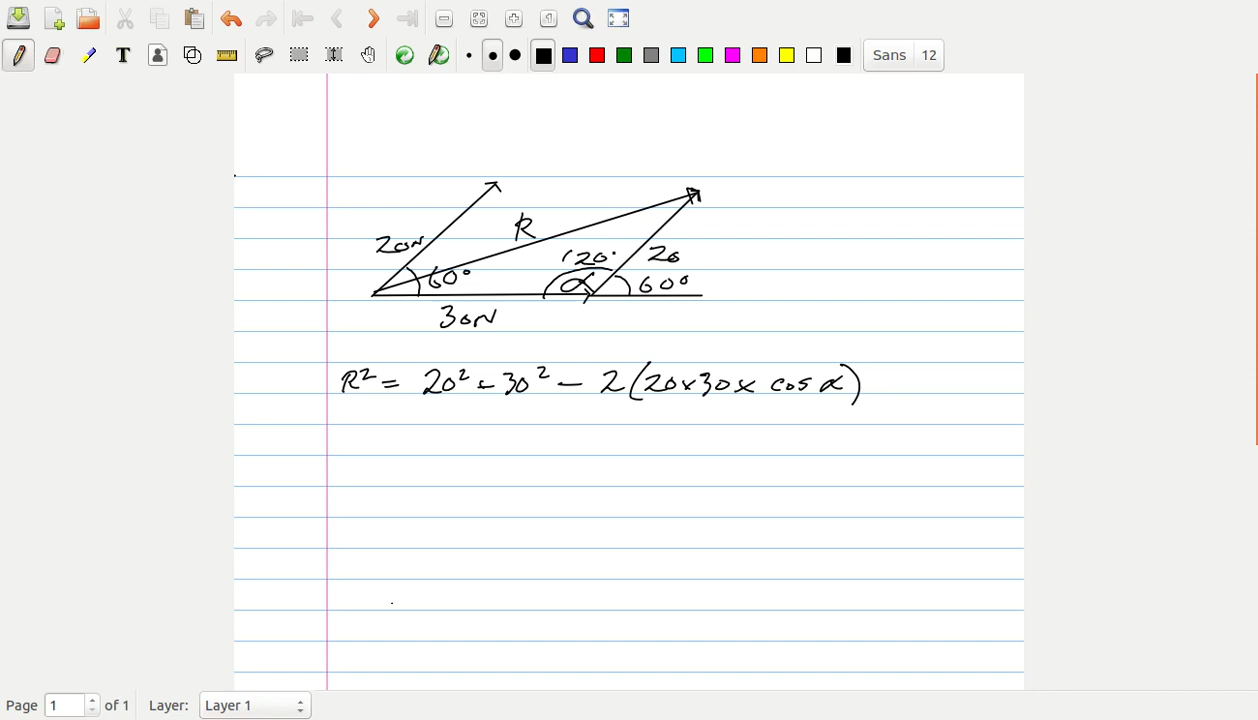 Sans 12
20N
R
60°
120°
20
α
60°
30N
R² = 20² + 30² − 2(20×30× cos α)
Page 1 of 1 Layer: Layer 1